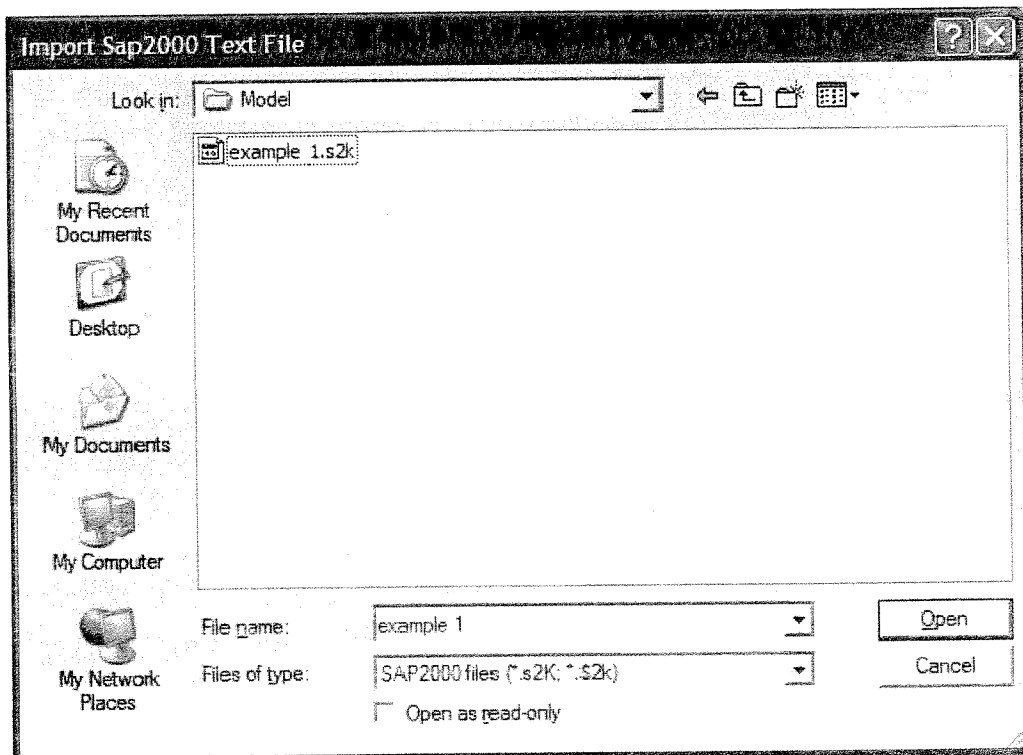 Import Sap2000 Text File
Look in: Model
example 1.s2k
My Recent
Documents
Desktop
My Documents
My Computer
My Network
Places
File name: example 1 Open
Files of type: SAP2000 files (*.s2K; *.$2k) Cancel
Open as read-only